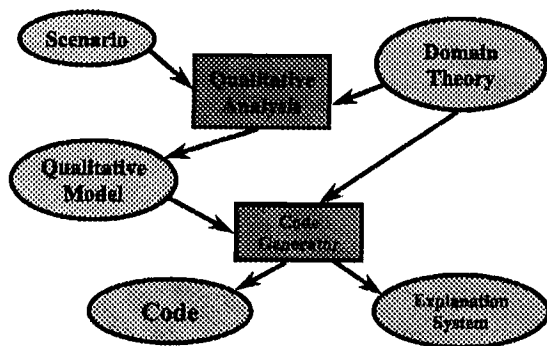 Scenario
Domain
Theory
Qualitative
Analysis
Qualitative
Model
Code
Generator
Code
Explanation
System